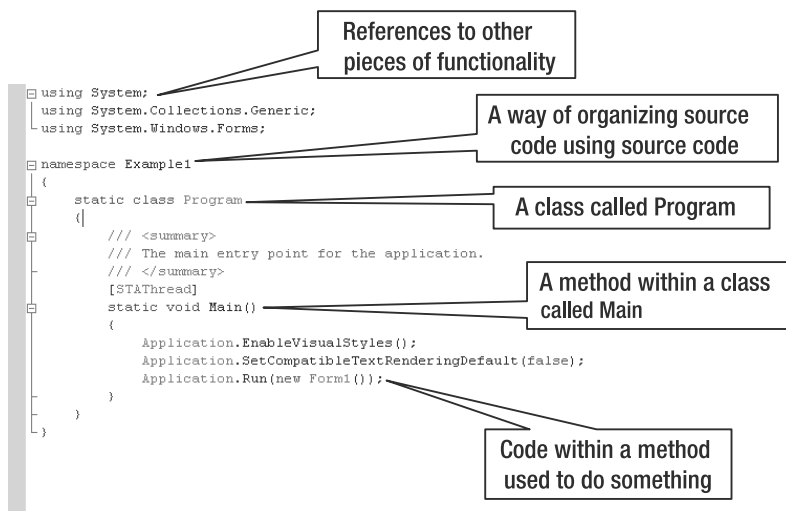 References to other
pieces of functionality
using System;
using System.Collections.Generic;
using System.Windows.Forms;
A way of organizing source
code using source code
namespace Example1
{
static class Program
A class called Program
{
/// <summary>
/// The main entry point for the application.
/// </summary>
[STAThread]
A method within a class
called Main
static void Main()
{
Application.EnableVisualStyles();
Application.SetCompatibleTextRenderingDefault(false);
Application.Run(new Form1());
}
}
}
Code within a method
used to do something